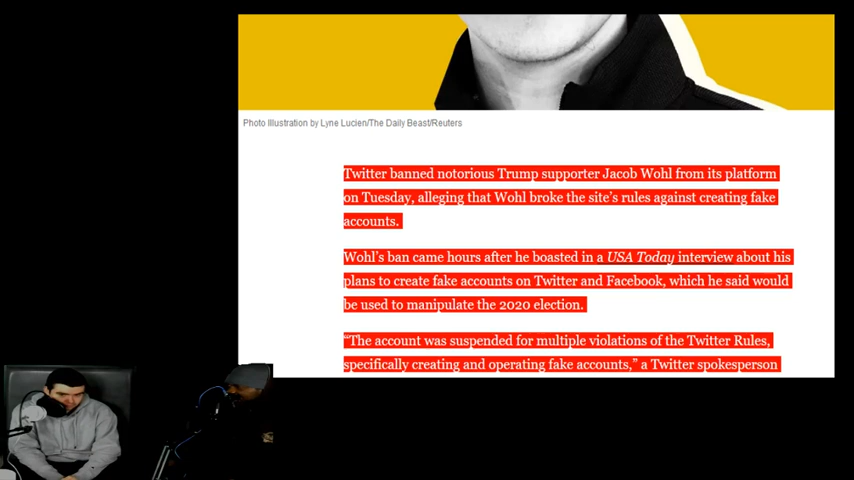 Photo Illustration by Lyne Lucien/The Daily Beast/Reuters
Twitter banned notorious Trump supporter Jacob Wohl from its platform
on Tuesday, alleging that Wohl broke the site's rules against creating fake
accounts.
Wohl's ban came hours after he boasted in a USA Today interview about his
plans to create fake accounts on Twitter and Facebook, which he said would
be used to manipulate the 2020 election.
“The account was suspended for multiple violations of the Twitter Rules,
specifically creating and operating fake accounts,” a Twitter spokesperson